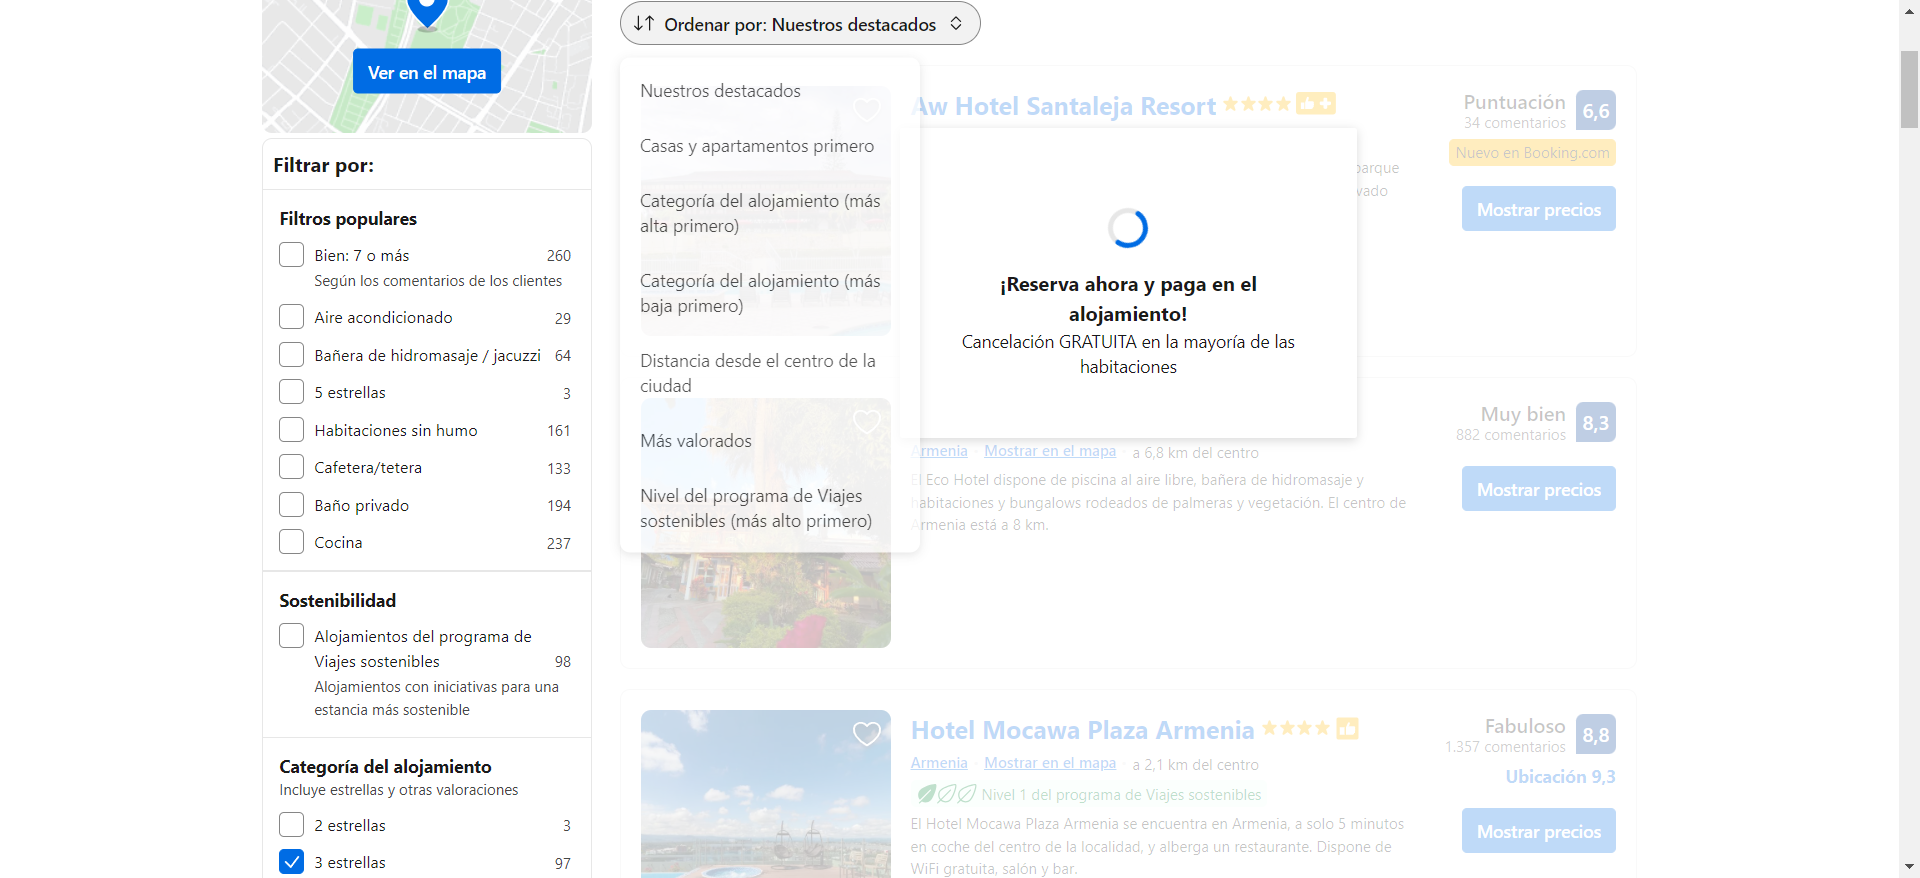 Ver en el mapa
Filtrar por:
Filtros populares
Bien: 7 o más 260
Según los comentarios de los clientes
Aire acondicionado 29
Bañera de hidromasaje / jacuzzi 64
5 estrellas 3
Habitaciones sin humo 161
Cafetera/tetera 133
Baño privado 194
Cocina 237
Sostenibilidad
Alojamientos del programa de
Viajes sostenibles 98
Alojamientos con iniciativas para una
estancia más sostenible
Categoría del alojamiento
Incluye estrellas y otras valoraciones
2 estrellas 3
3 estrellas 97
Ordenar por: Nuestros destacados
Nuestros destacados
Casas y apartamentos primero
Categoría del alojamiento (más
alta primero)
Categoría del alojamiento (más
baja primero)
Distancia desde el centro de la
ciudad
Más valorados
Nivel del programa de Viajes
sostenibles (más alto primero)
Aw Hotel Santaleja Resort
Puntuación 6,6
34 comentarios
Nuevo en Booking.com
parque
vado
Mostrar precios
¡Reserva ahora y paga en el
alojamiento!
Cancelación GRATUITA en la mayoría de las
habitaciones
Muy bien 8,3
882 comentarios
Armenia Mostrar en el mapa a 6,8 km del centro
El Eco Hotel dispone de piscina al aire libre, bañera de hidromasaje y
habitaciones y bungalows rodeados de palmeras y vegetación. El centro de
Armenia está a 8 km.
Mostrar precios
Hotel Mocawa Plaza Armenia
Fabuloso 8,8
1.357 comentarios
Armenia Mostrar en el mapa a 2,1 km del centro
Ubicación 9,3
Nivel 1 del programa de Viajes sostenibles
El Hotel Mocawa Plaza Armenia se encuentra en Armenia, a solo 5 minutos
en coche del centro de la localidad, y alberga un restaurante. Dispone de
WiFi gratuita, salón y bar.
Mostrar precios